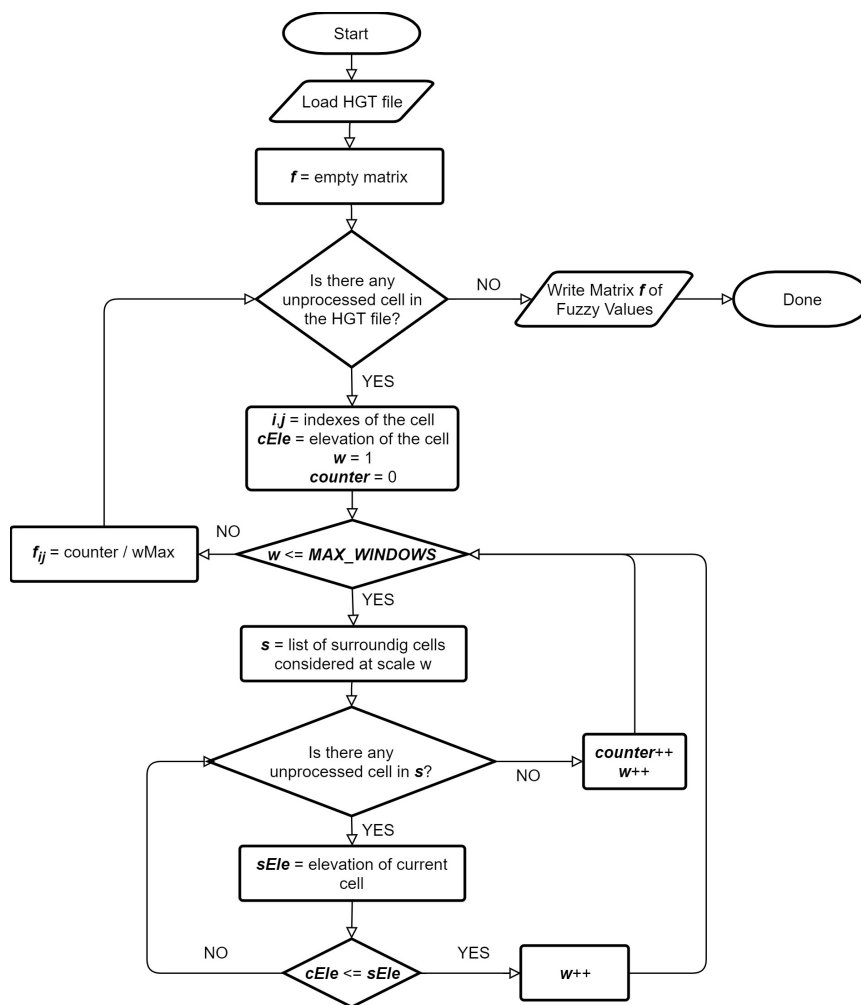 Start
Load HGT file
f = empty matrix
Is there any
unprocessed cell in
the HGT file?
NO
Write Matrix f of
Fuzzy Values
Done
YES
i,j = indexes of the cell
cEle = elevation of the cell
w = 1
counter = 0
NO
fij = counter / wMax
w <= MAX_WINDOWS
YES
s = list of surroundig cells
considered at scale w
Is there any
unprocessed cell in s?
NO
counter++
w++
YES
sEle = elevation of current
cell
NO
cEle <= sEle
YES
w++